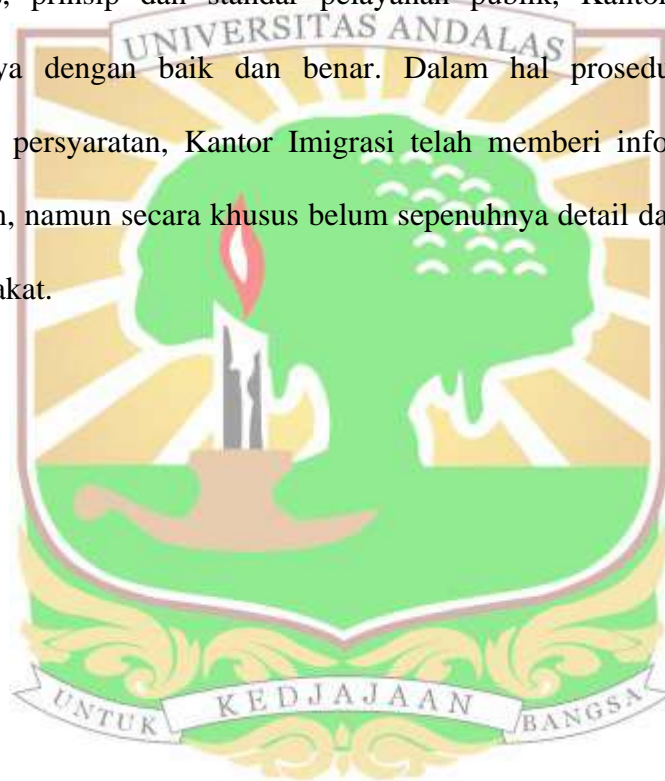 , prinsip dan standar pelayanan publik, Kantor
UNIVERSITAS ANDALAS
ya dengan baik dan benar. Dalam hal prosedu
persyaratan, Kantor Imigrasi telah memberi info
n, namun secara khusus belum sepenuhnya detail da
akat.
UNTUK KEDJAJAAN BANGSA